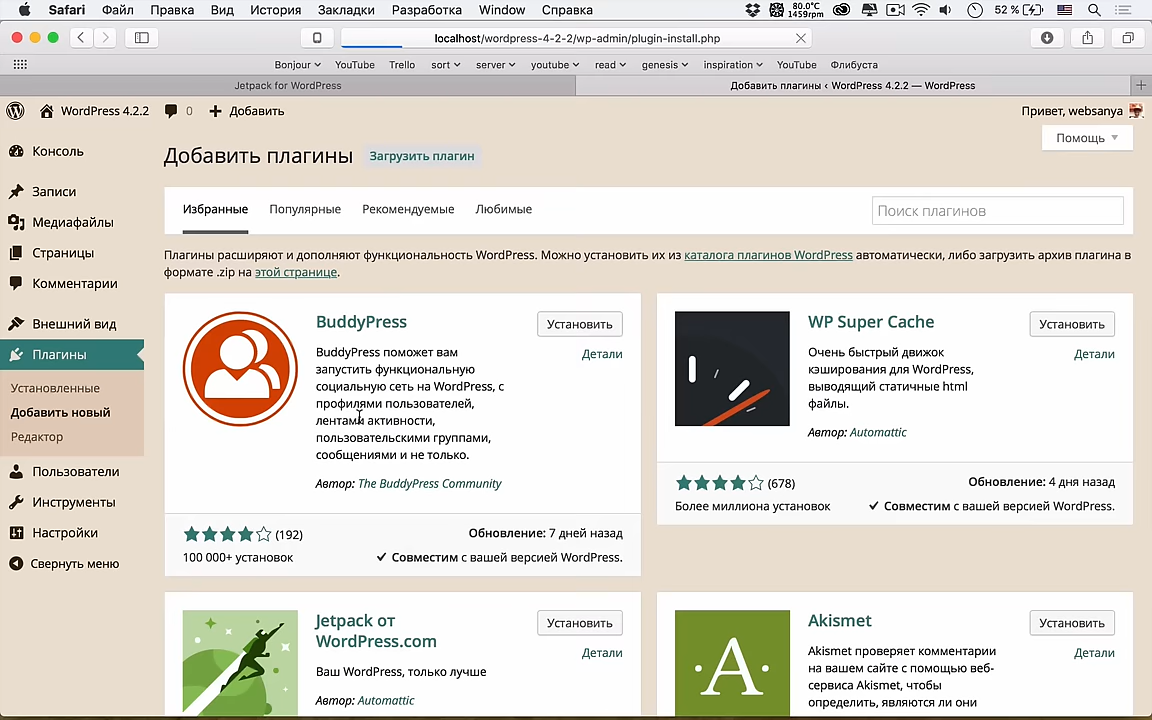 Safari Файл Правка Вид История Закладки Разработка Window Справка 80.0°C 1459rpm 52 %
localhost/wordpress-4-2-2/wp-admin/plugin-install.php
Bonjour YouTube Trello sort server youtube read genesis inspiration YouTube Флибуста
Jetpack for WordPress Добавить плагины ‹ WordPress 4.2.2 — WordPress
WordPress 4.2.2 0 Добавить Привет, websanya
Помощь
Консоль
Записи
Медиафайлы
Страницы
Комментарии
Внешний вид
Плагины
Установленные
Добавить новый
Редактор
Пользователи
Инструменты
Настройки
Свернуть меню
Добавить плагины Загрузить плагин
Избранные Популярные Рекомендуемые Любимые Поиск плагинов
Плагины расширяют и дополняют функциональность WordPress. Можно установить их из каталога плагинов WordPress автоматически, либо загрузить архив плагина в
формате .zip на этой странице.
BuddyPress
Установить
Детали
BuddyPress поможет вам
запустить функциональную
социальную сеть на WordPress, с
профилями пользователей,
лентами активности,
пользовательскими группами,
сообщениями и не только.
Автор: The BuddyPress Community
(192) Обновление: 7 дней назад
100 000+ установок Совместим с вашей версией WordPress.
WP Super Cache
Установить
Детали
Очень быстрый движок
кэширования для WordPress,
выводящий статичные html
файлы.
Автор: Automattic
(678) Обновление: 4 дня назад
Более миллиона установок Совместим с вашей версией WordPress.
Jetpack от
WordPress.com
Установить
Детали
Ваш WordPress, только лучше
Автор: Automattic
A
Akismet
Установить
Детали
Akismet проверяет комментарии
на вашем сайте с помощью веб-
сервиса Akismet, чтобы
определить, являются ли они